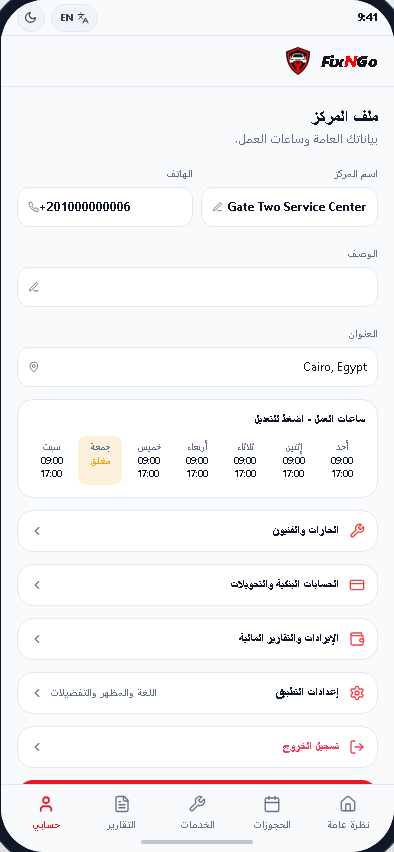 9:41
EN
FixNGo
ملف المركز
بياناتك العامة وساعات العمل.
اسم المركز
الهاتف
Gate Two Service Center
+201000000006
الوصف
العنوان
Cairo, Egypt
ساعات العمل - اضغط للتعديل
أحد إثنين ثلاثاء أربعاء خميس جمعة سبت
09:00 09:00 09:00 09:00 09:00 مغلق 09:00
17:00 17:00 17:00 17:00 17:00 17:00
الحارات والفنيون
الحسابات البنكية والتحويلات
الإيرادات والتقارير المالية
إعدادات التطبيق
اللغة والمظهر والتفضيلات
تسجيل الخروج
نظرة عامة
الحجوزات
الخدمات
التقارير
حسابي